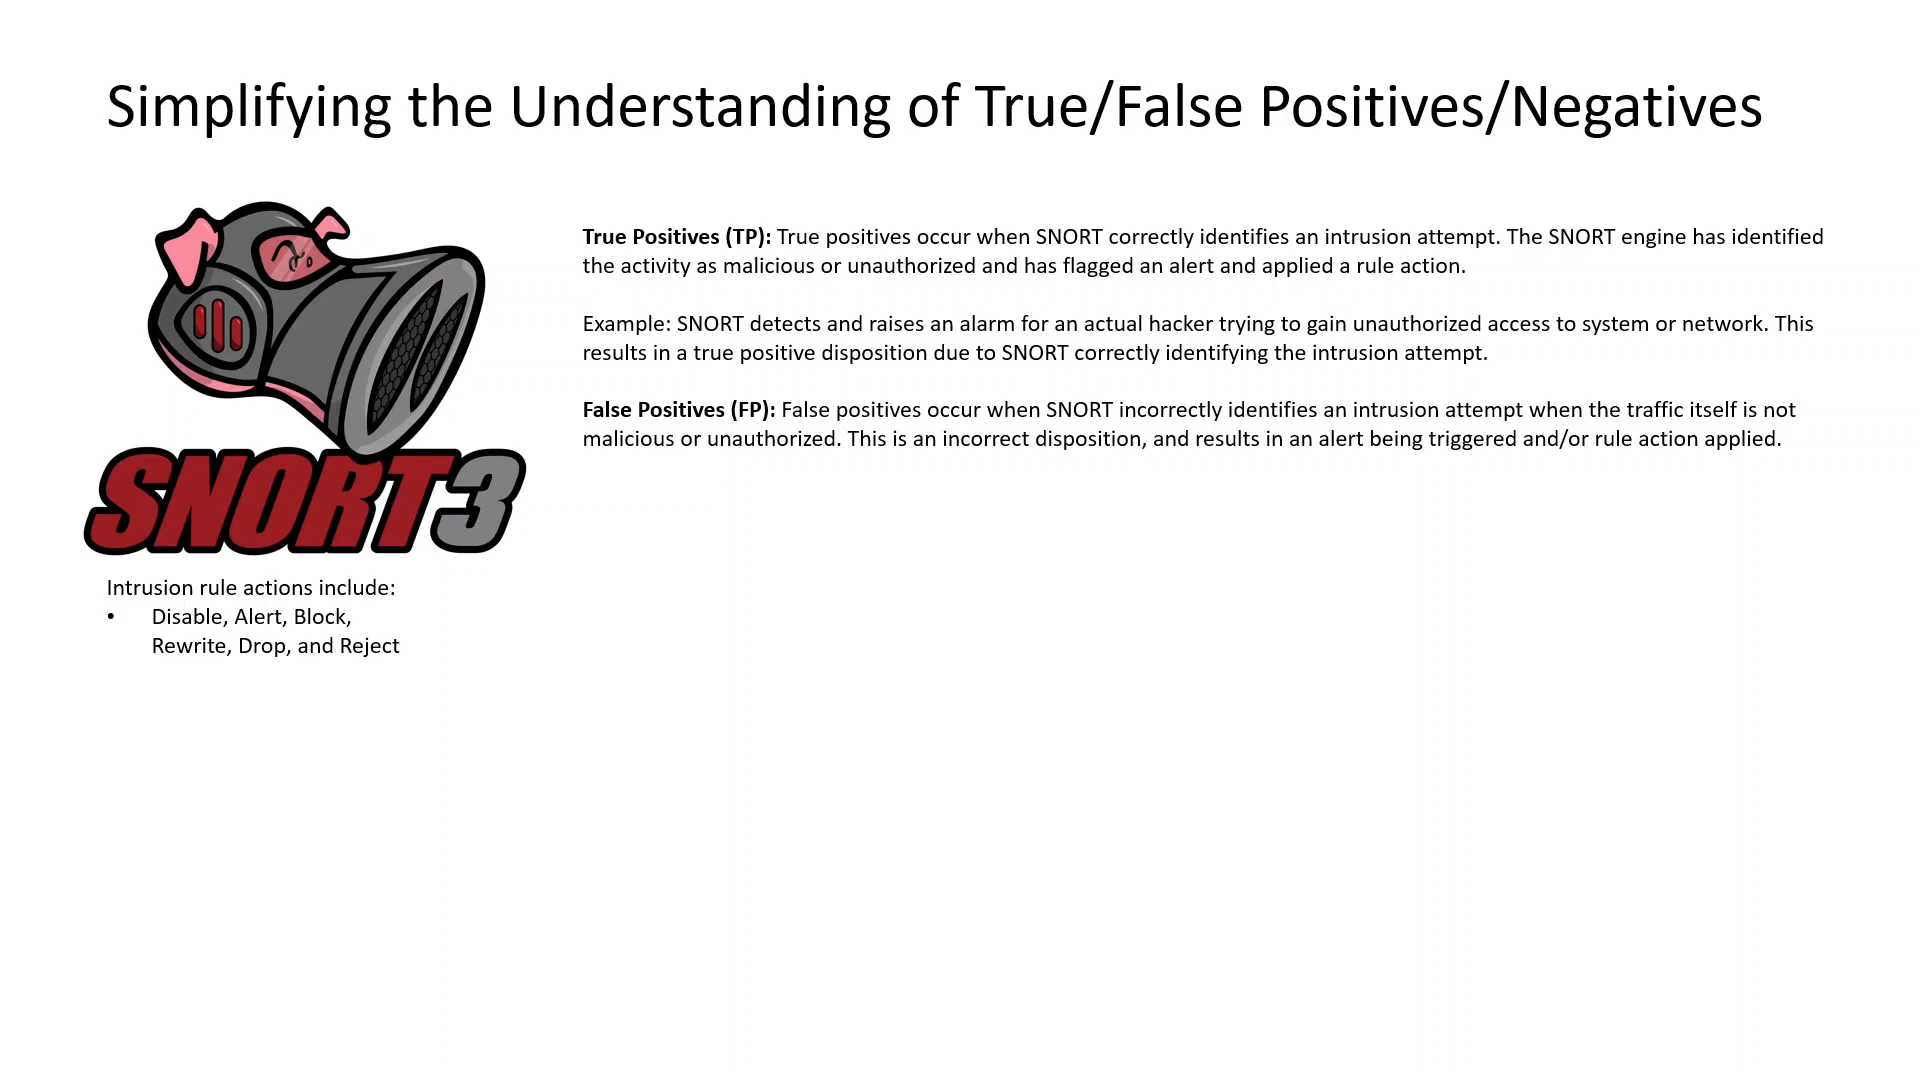 Simplifying the Understanding of True/False Positives/Negatives
SNORT3
Intrusion rule actions include:
• Disable, Alert, Block,
Rewrite, Drop, and Reject
True Positives (TP): True positives occur when SNORT correctly identifies an intrusion attempt. The SNORT engine has identified
the activity as malicious or unauthorized and has flagged an alert and applied a rule action.
Example: SNORT detects and raises an alarm for an actual hacker trying to gain unauthorized access to system or network. This
results in a true positive disposition due to SNORT correctly identifying the intrusion attempt.
False Positives (FP): False positives occur when SNORT incorrectly identifies an intrusion attempt when the traffic itself is not
malicious or unauthorized. This is an incorrect disposition, and results in an alert being triggered and/or rule action applied.